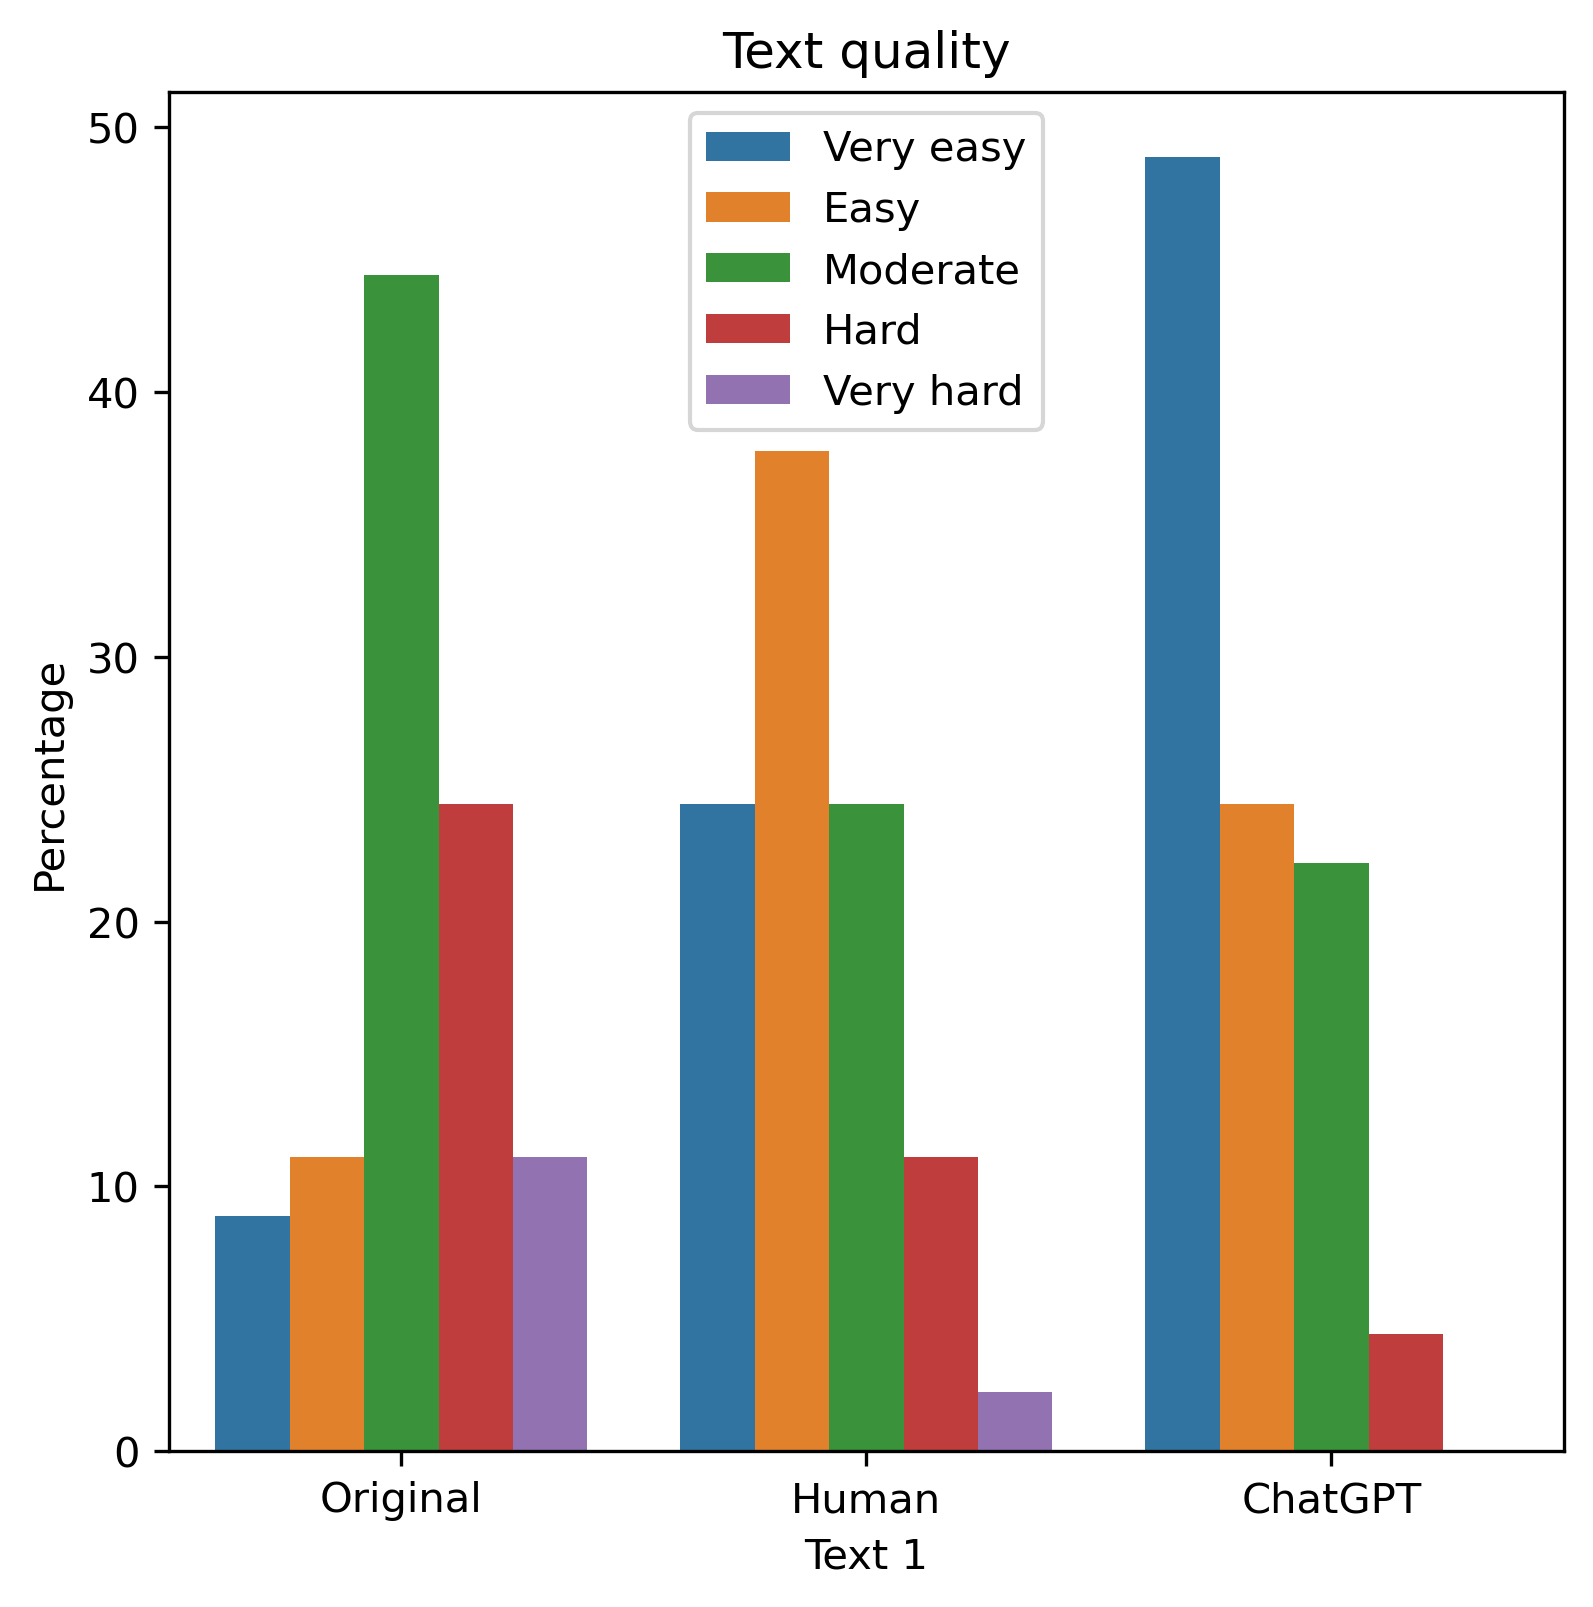 Text quality
50
40
30
20
10
0
Percentage
Very easy
Easy
Moderate
Hard
Very hard
Original
Human
ChatGPT
Text 1